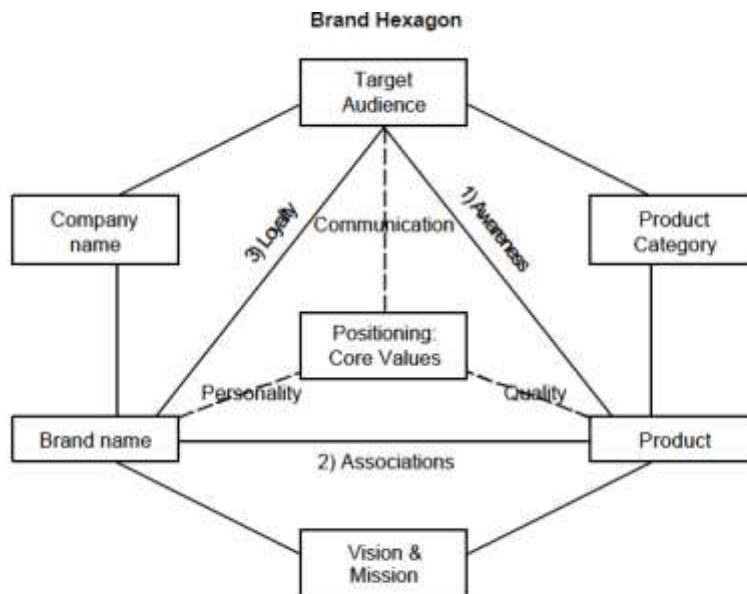 Brand Hexagon
Target
Audience
Company
name
3) Loyalty
Communication
1) Awareness
Product
Category
Positioning:
Core Values
Personality
Quality
Brand name
2) Associations
Product
Vision &
Mission